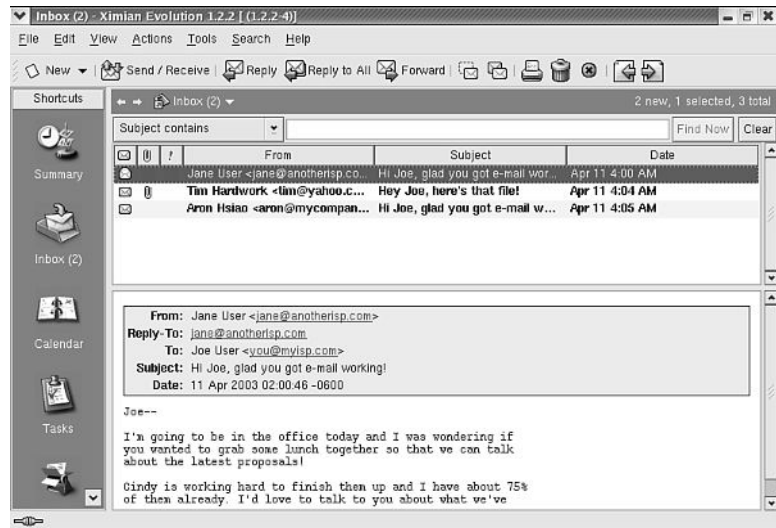 Inbox (2) - Ximian Evolution 1.2.2 [ (1.2.2-4)]
File Edit View Actions Tools Search Help
New Send / Receive Reply Reply to All Forward
Shortcuts
Inbox (2)
2 new, 1 selected, 3 total
Subject contains
Find Now
Clear
! From Subject Date
Jane User <jane@anotherisp.co... Hi Joe, glad you got e-mail wor... Apr 11 4:00 AM
Tim Hardwork <tim@yahoo.c... Hey Joe, here's that file! Apr 11 4:04 AM
Aron Hsiao <aron@mycompan... Hi Joe, glad you got e-mail w... Apr 11 4:05 AM
Summary
Inbox (2)
Calendar
Tasks
From: Jane User <jane@anotherisp.com>
Reply-To: jane@anotherisp.com
To: Joe User <you@myisp.com>
Subject: Hi Joe, glad you got e-mail working!
Date: 11 Apr 2003 02:00:46 -0600
Joe--
I'm going to be in the office today and I was wondering if
you wanted to grab some lunch together so that we can talk
about the latest proposals!
Cindy is working hard to finish them up and I have about 75%
of them already. I'd love to talk to you about what we've